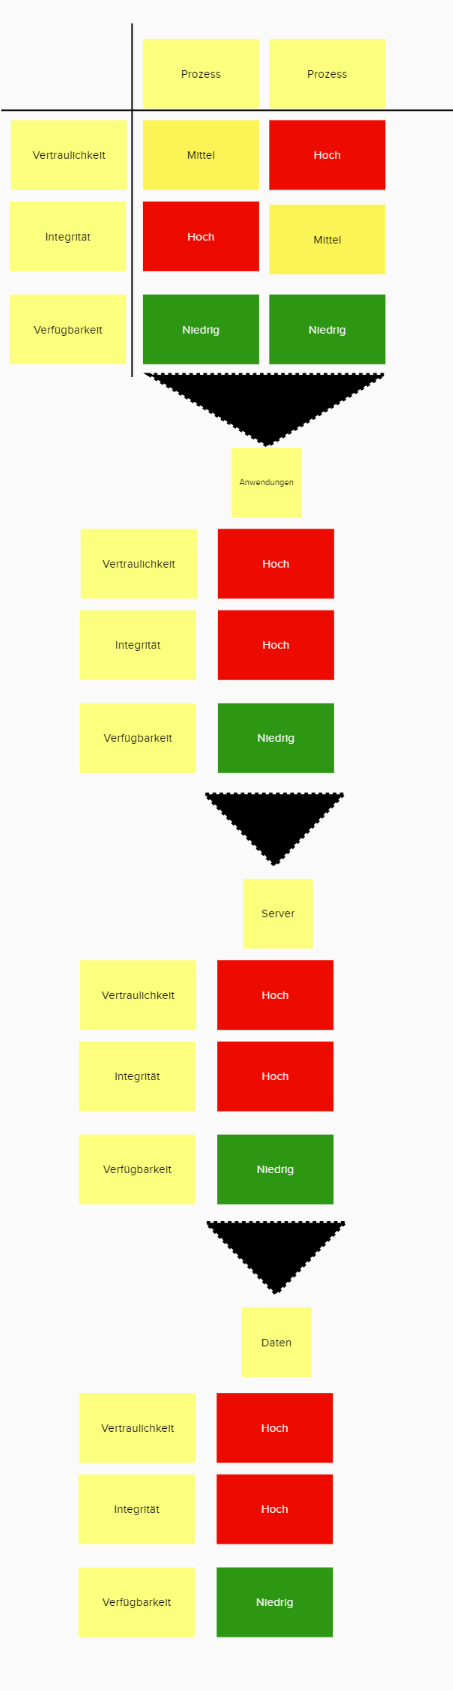 Prozess Prozess
Vertraulichkeit Mittel Hoch
Integrität Hoch Mittel
Verfügbarkeit Niedrig Niedrig
Anwendungen
Vertraulichkeit Hoch
Integrität Hoch
Verfügbarkeit Niedrig
Server
Vertraulichkeit Hoch
Integrität Hoch
Verfügbarkeit Niedrig
Daten
Vertraulichkeit Hoch
Integrität Hoch
Verfügbarkeit Niedrig